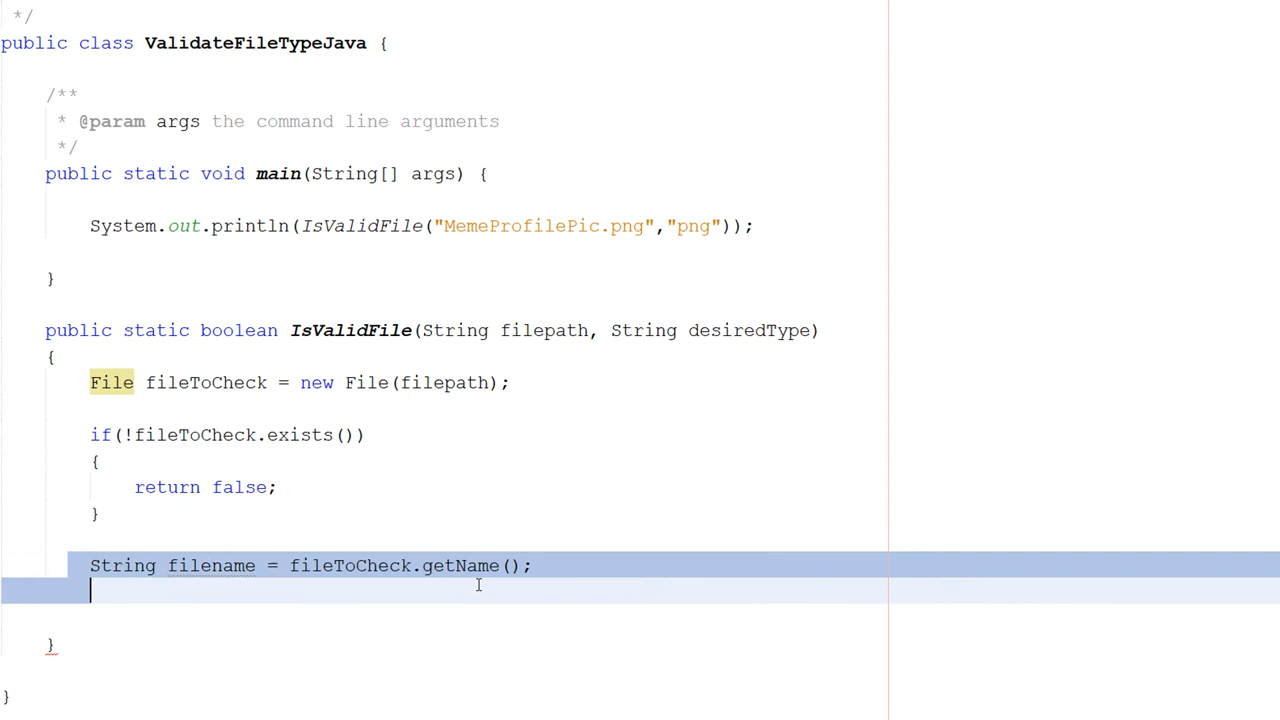 */
public class ValidateFileTypeJava {
/**
* @param args the command line arguments
*/
public static void main(String[] args) {
System.out.println(IsValidFile("MemeProfilePic.png","png"));
}
public static boolean IsValidFile(String filepath, String desiredType)
{
File fileToCheck = new File(filepath);
if(!fileToCheck.exists())
{
return false;
}
String filename = fileToCheck.getName();
}
}